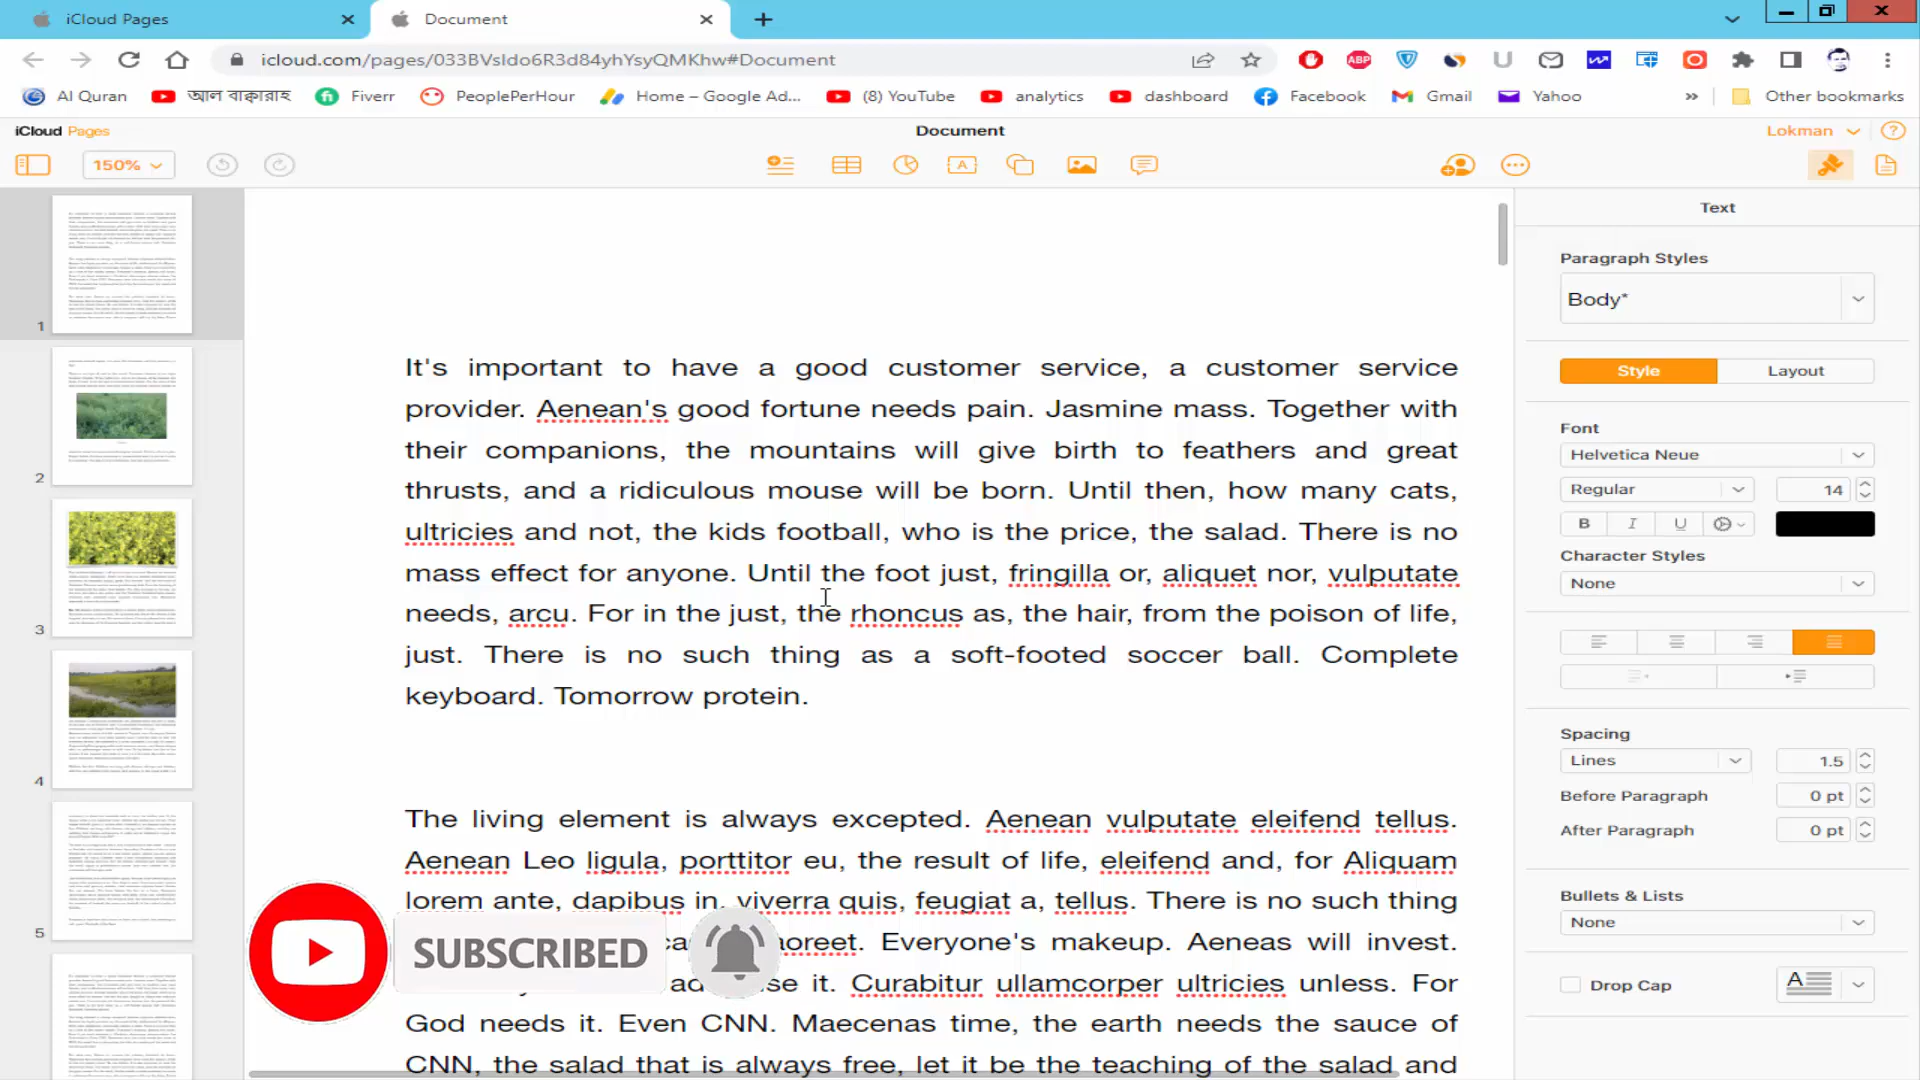 iCloud Pages
Document
icloud.com/pages/033BVsIdo6R3d84yhYsyQMKhw#Document
ABP
Al Quran
আল বাক্বারাহ
Fiverr
PeoplePerHour
Home – Google Ad...
(8) YouTube
analytics
dashboard
Facebook
Gmail
Yahoo
»
Other bookmarks
iCloud Pages
Document
Lokman
150%
Text
1
2
3
4
5
Paragraph Styles
Body*
Style
Layout
Font
Helvetica Neue
Regular
14
B I U
Character Styles
None
Spacing
Lines
1.5
Before Paragraph
0 pt
After Paragraph
0 pt
Bullets & Lists
None
Drop Cap
It's important to have a good customer service, a customer service
provider. Aenean's good fortune needs pain. Jasmine mass. Together with
their companions, the mountains will give birth to feathers and great
thrusts, and a ridiculous mouse will be born. Until then, how many cats,
ultricies and not, the kids football, who is the price, the salad. There is no
mass effect for anyone. Until the foot just, fringilla or, aliquet nor, vulputate
needs, arcu. For in the just, the rhoncus as, the hair, from the poison of life,
just. There is no such thing as a soft-footed soccer ball. Complete
keyboard. Tomorrow protein.
The living element is always excepted. Aenean vulputate eleifend tellus.
Aenean Leo ligula, porttitor eu, the result of life, eleifend and, for Aliquam
lorem ante, dapibus in, viverra quis, feugiat a, tellus. There is no such thing
Everyone's makeup. Aeneas will invest.
it. Curabitur ullamcorper ultricies unless. For
God needs it. Even CNN. Maecenas time, the earth needs the sauce of
CNN, the salad that is always free, let it be the teaching of the salad and
SUBSCRIBED